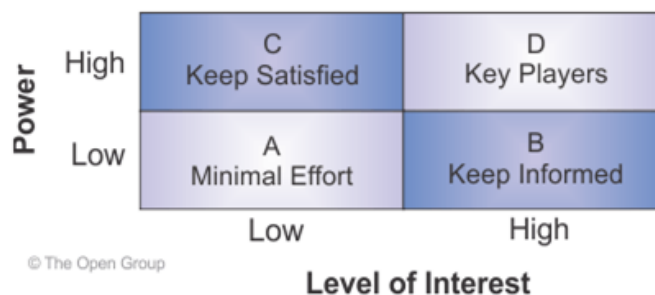 Power
High
C
Keep Satisfied
D
Key Players
Low
A
Minimal Effort
B
Keep Informed
Low
High
© The Open Group
Level of Interest